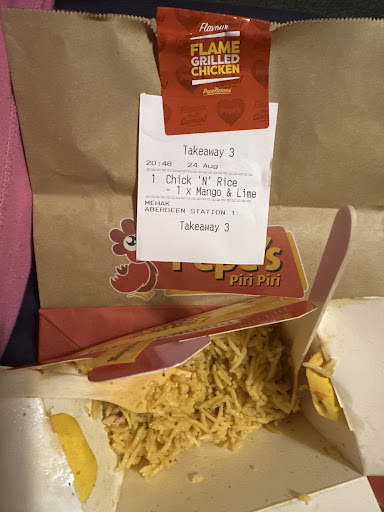 Flavour
FLAME
GRILLED
CHICKEN
Takeaway 3
20:48 24 Aug
1 Chick 'N' Rice
- 1 x Mango & Lime
MEHAK
ABERDEEN STATION 1
Takeaway 3
Pepe's
Piri Piri